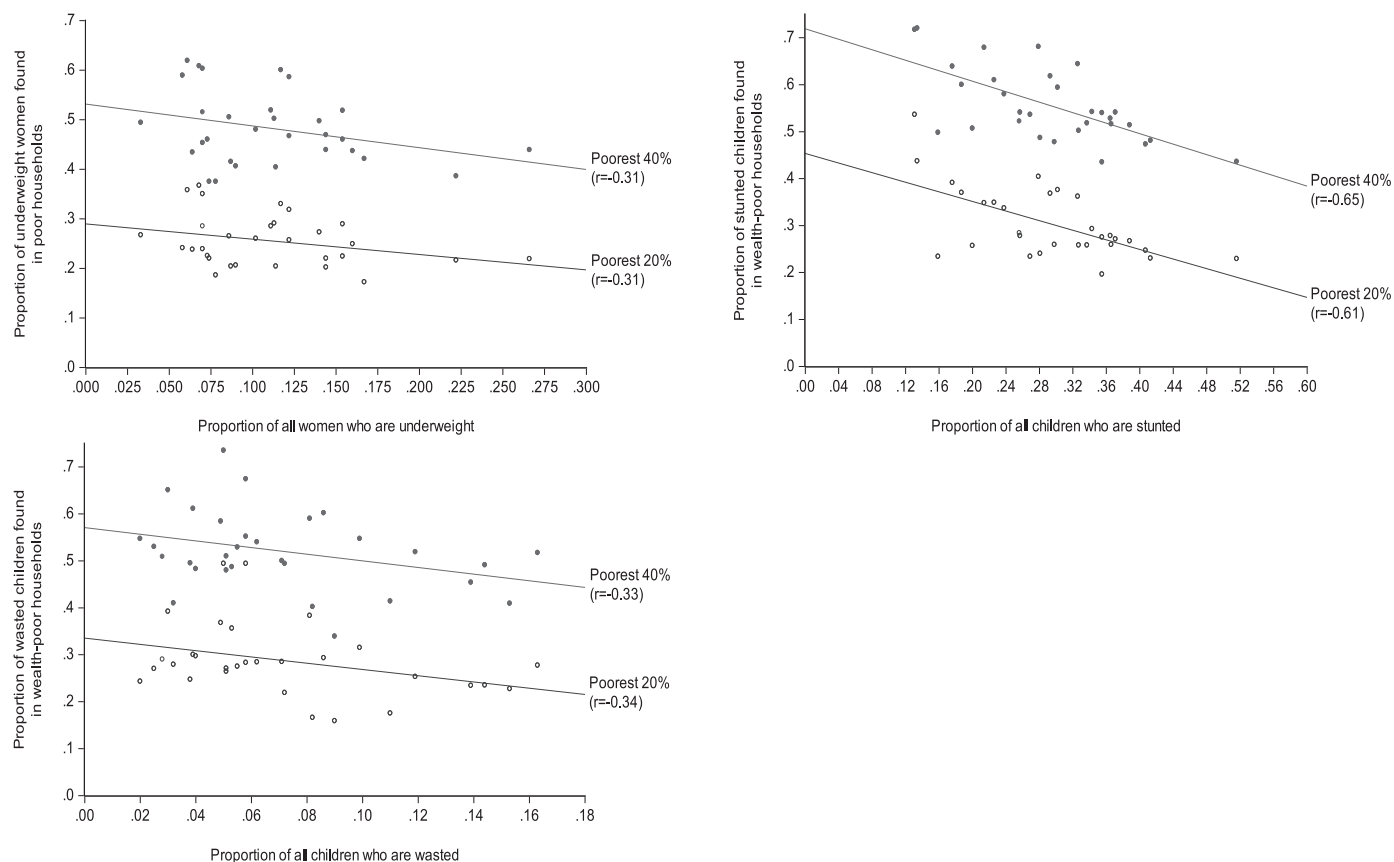 Proportion of underweight women found
in poor households
.7
.6
.5
.4
.3
.2
.1
.0
.000 .025 .050 .075 .100 .125 .150 .175 .200 .225 .250 .275 .300
Proportion of all women who are underweight
Poorest 40%
(r=-0.31)
Poorest 20%
(r=-0.31)
Proportion of stunted children found
in wealth-poor households
.7
.6
.5
.4
.3
.2
.1
.0
.00 .04 .08 .12 .16 .20 .24 .28 .32 .36 .40 .44 .48 .52 .56 .60
Proportion of all children who are stunted
Poorest 40%
(r=-0.65)
Poorest 20%
(r=-0.61)
Proportion of wasted children found
in wealth-poor households
.7
.6
.5
.4
.3
.2
.1
.0
.00 .02 .04 .06 .08 .10 .12 .14 .16 .18
Proportion of all children who are wasted
Poorest 40%
(r=-0.33)
Poorest 20%
(r=-0.34)